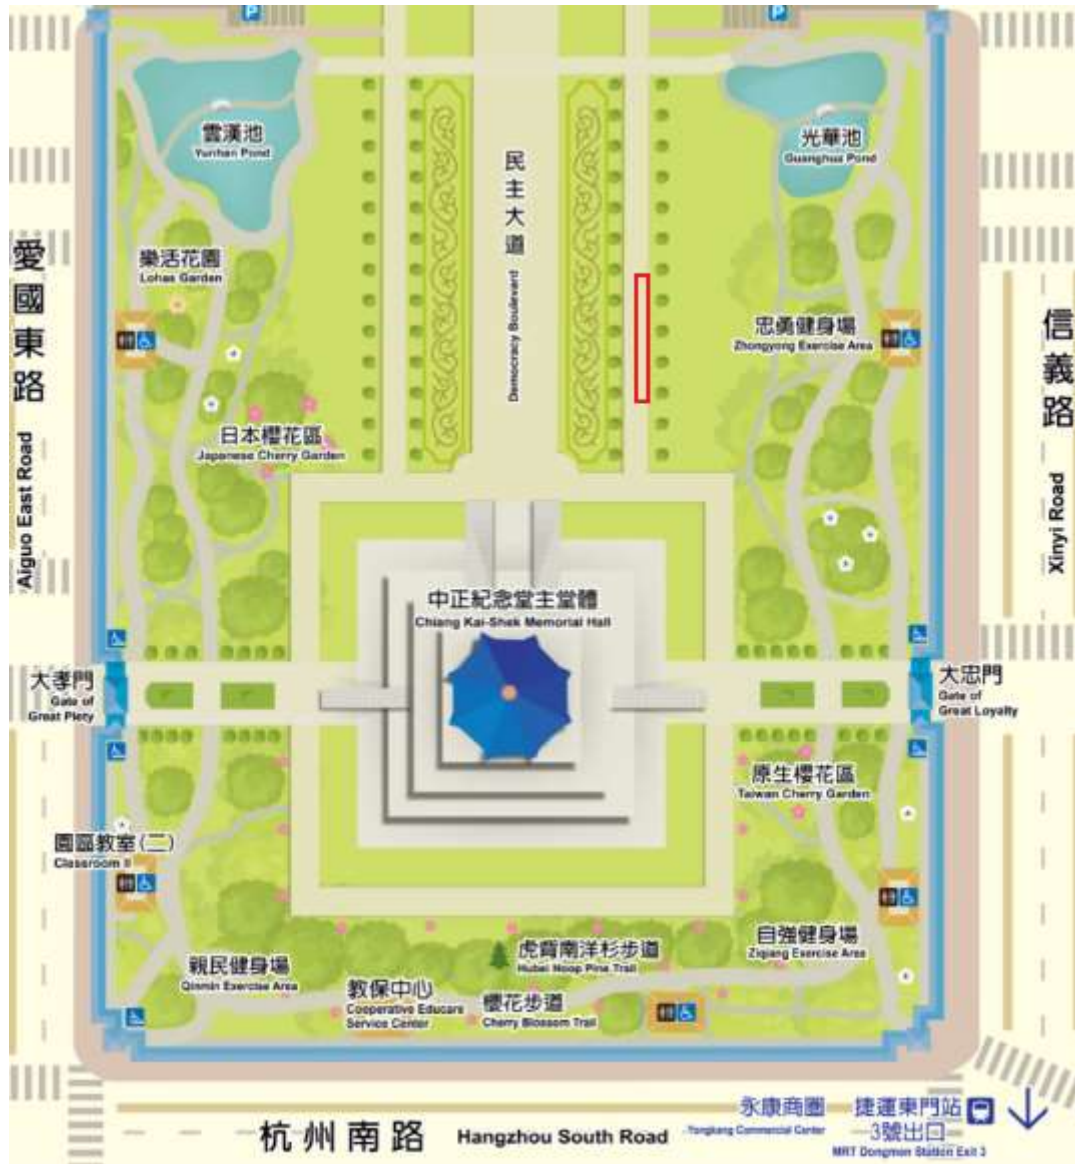 P
P
雲漢池
Yunhan Pond
光華池
Guanghua Pond
民主大道
Democracy Boulevard
愛國東路
Aiguo East Road
樂活花園
Lohas Garden
忠勇健身場
Zhongyong Exercise Area
信義路
Xinyi Road
日本櫻花區
Japanese Cherry Garden
中正紀念堂主堂體
Chiang Kai-Shek Memorial Hall
大孝門
Gate of
Great Piety
大忠門
Gate of
Great Loyalty
原生櫻花區
Taiwan Cherry Garden
園區教室(二)
Classroom II
自強健身場
Ziqiang Exercise Area
虎背南洋杉步道
Hubei Hoop Pine Trail
親民健身場
Qinmin Exercise Area
教保中心
Cooperative Educare
Service Center
櫻花步道
Cherry Blossom Trail
永康商圈
Yongkang Commercial Center
捷運東門站
3號出口
MRT Dongmen Station Exit 3
杭州南路
Hangzhou South Road